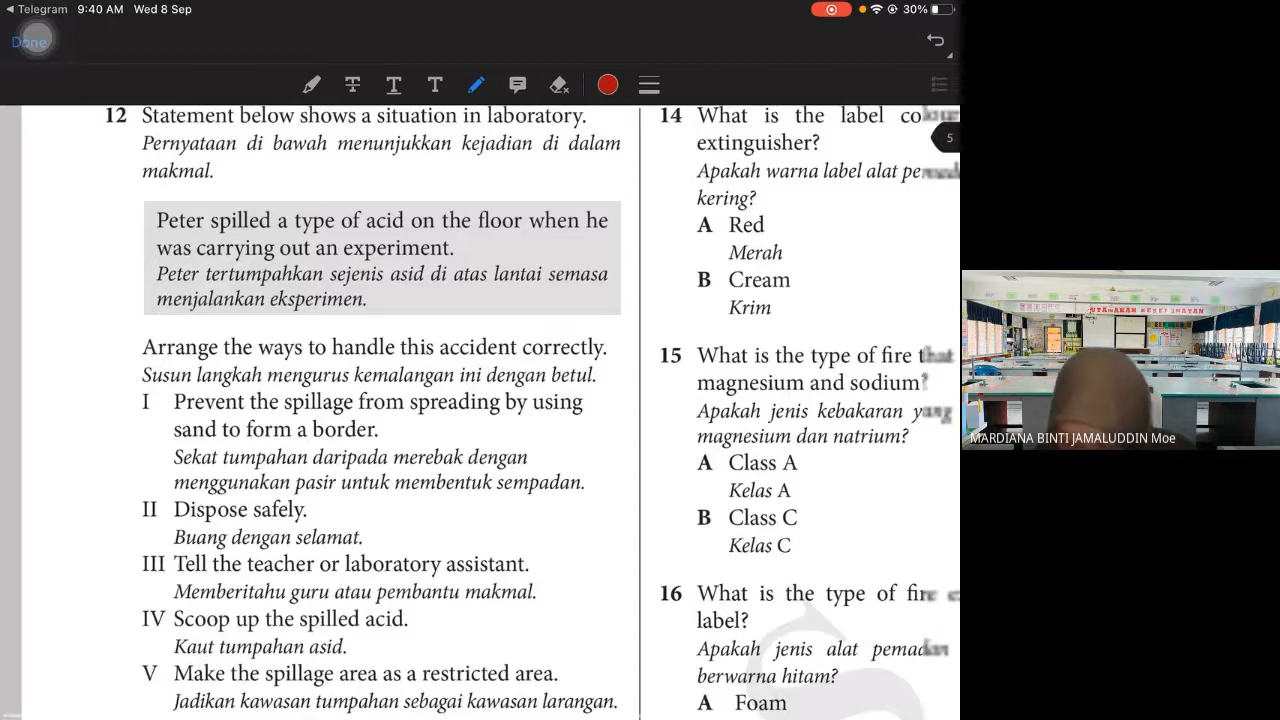 Telegram 9:40 AM Wed 8 Sep 30%
Done
T T T
5
12 Statement below shows a situation in laboratory.
Pernyataan di bawah menunjukkan kejadian di dalam
makmal.
Peter spilled a type of acid on the floor when he
was carrying out an experiment.
Peter tertumpahkan sejenis asid di atas lantai semasa
menjalankan eksperimen.
Arrange the ways to handle this accident correctly.
Susun langkah mengurus kemalangan ini dengan betul.
I Prevent the spillage from spreading by using
sand to form a border.
Sekat tumpahan daripada merebak dengan
menggunakan pasir untuk membentuk sempadan.
II Dispose safely.
Buang dengan selamat.
III Tell the teacher or laboratory assistant.
Memberitahu guru atau pembantu makmal.
IV Scoop up the spilled acid.
Kaut tumpahan asid.
V Make the spillage area as a restricted area.
Jadikan kawasan tumpahan sebagai kawasan larangan.
14 What is the label
extinguisher?
Apakah warna label alat
kering?
A Red
Merah
B Cream
Krim
15 What is the type of fire that
magnesium and sodium?
Apakah jenis kebakaran yang
magnesium dan natrium?
A Class A
Kelas A
B Class C
Kelas C
16 What is the type of
label?
Apakah jenis alat
berwarna hitam?
A Foam
UTAMAKAN KESELAMATAN
MARDIANA BINTI JAMALUDDIN Moe